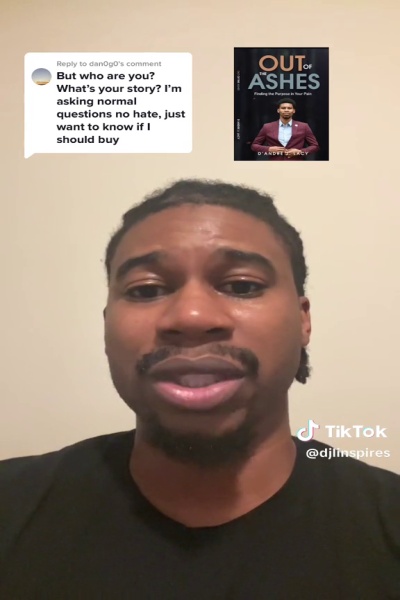 Reply to dan0g0's comment
But who are you?
What's your story? I'm
asking normal
questions no hate, just
want to know if I
should buy
OUT OF
THE
ASHES
Finding the Purpose in Your Pain
TikTok
@djlinspires